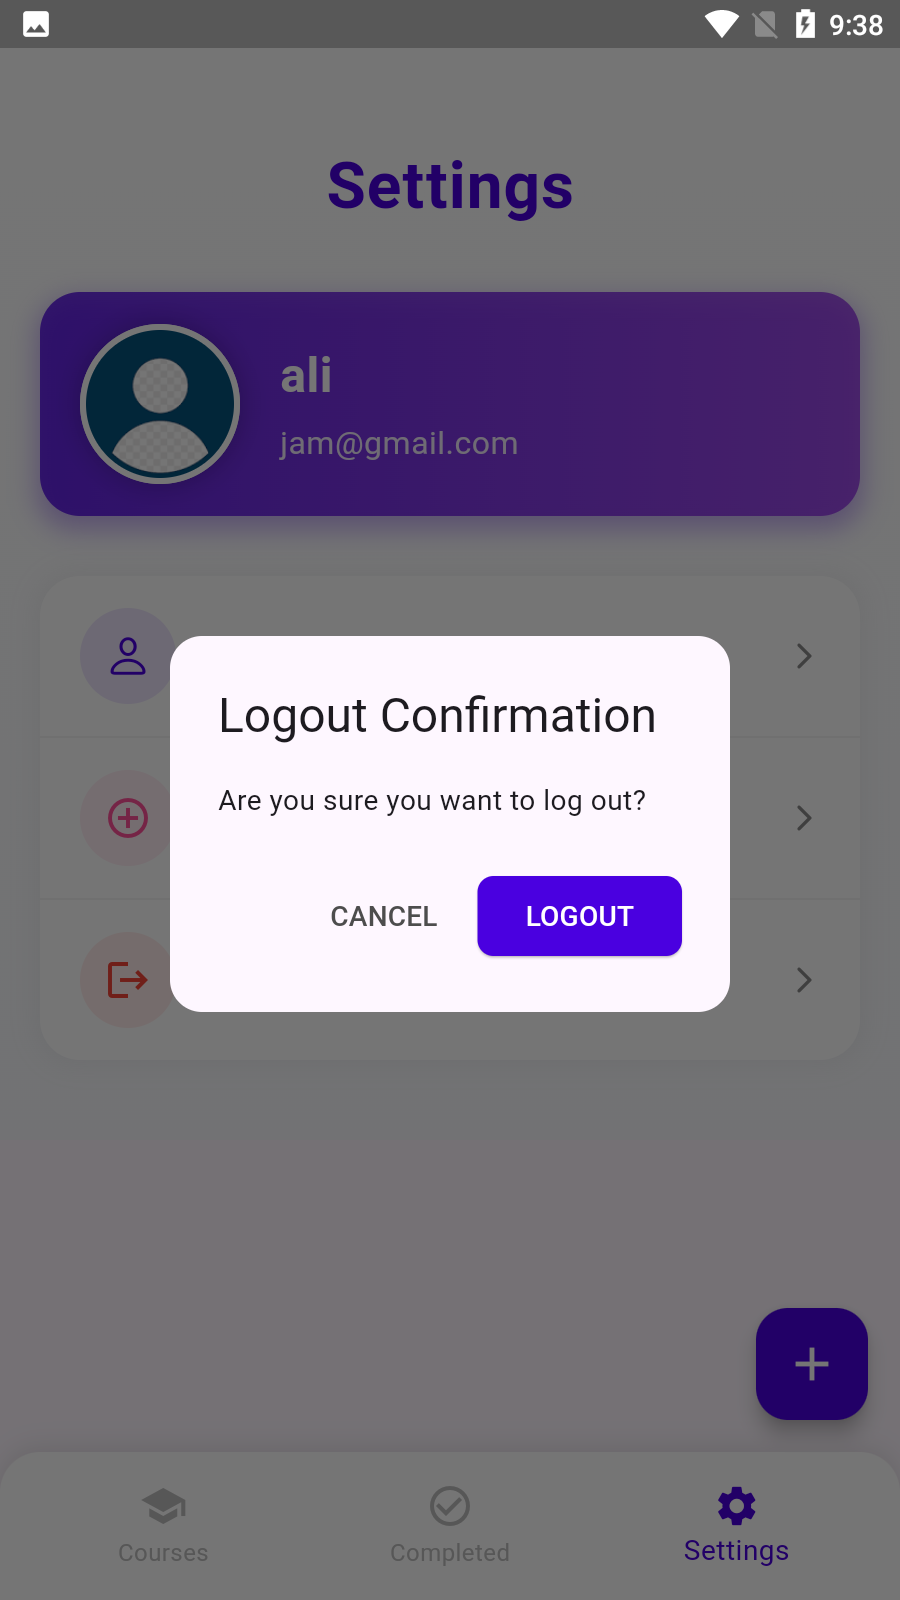 9:38
Settings
ali
jam@gmail.com
Logout Confirmation
Are you sure you want to log out?
CANCEL LOGOUT
Courses Completed Settings